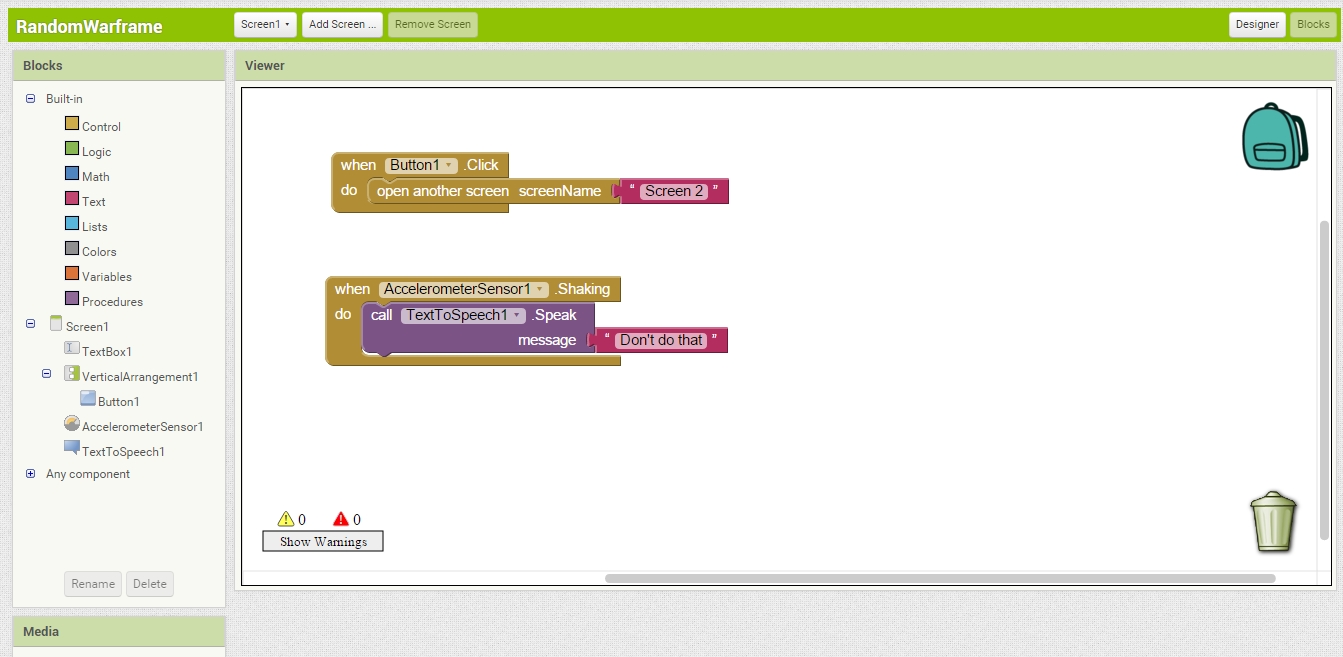 RandomWarframe
Screen1
Add Screen ...
Remove Screen
Designer
Blocks
Blocks
Built-in
Control
Logic
Math
Text
Lists
Colors
Variables
Procedures
Screen1
TextBox1
VerticalArrangement1
Button1
AccelerometerSensor1
TextToSpeech1
Any component
Rename
Delete
Media
Viewer
when Button1 .Click
do open another screen screenName “ Screen 2 ”
when AccelerometerSensor1 .Shaking
do call TextToSpeech1 .Speak
message “ Don't do that ”
0 0
Show Warnings